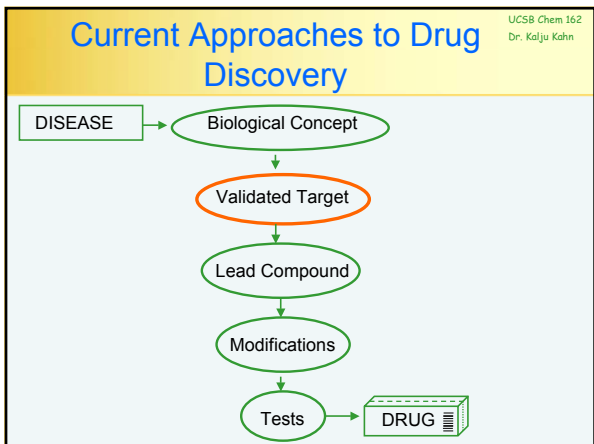 Current Approaches to Drug
Discovery
UCSB Chem 162
Dr. Kalju Kahn
DISEASE
Biological Concept
Validated Target
Lead Compound
Modifications
Tests
DRUG